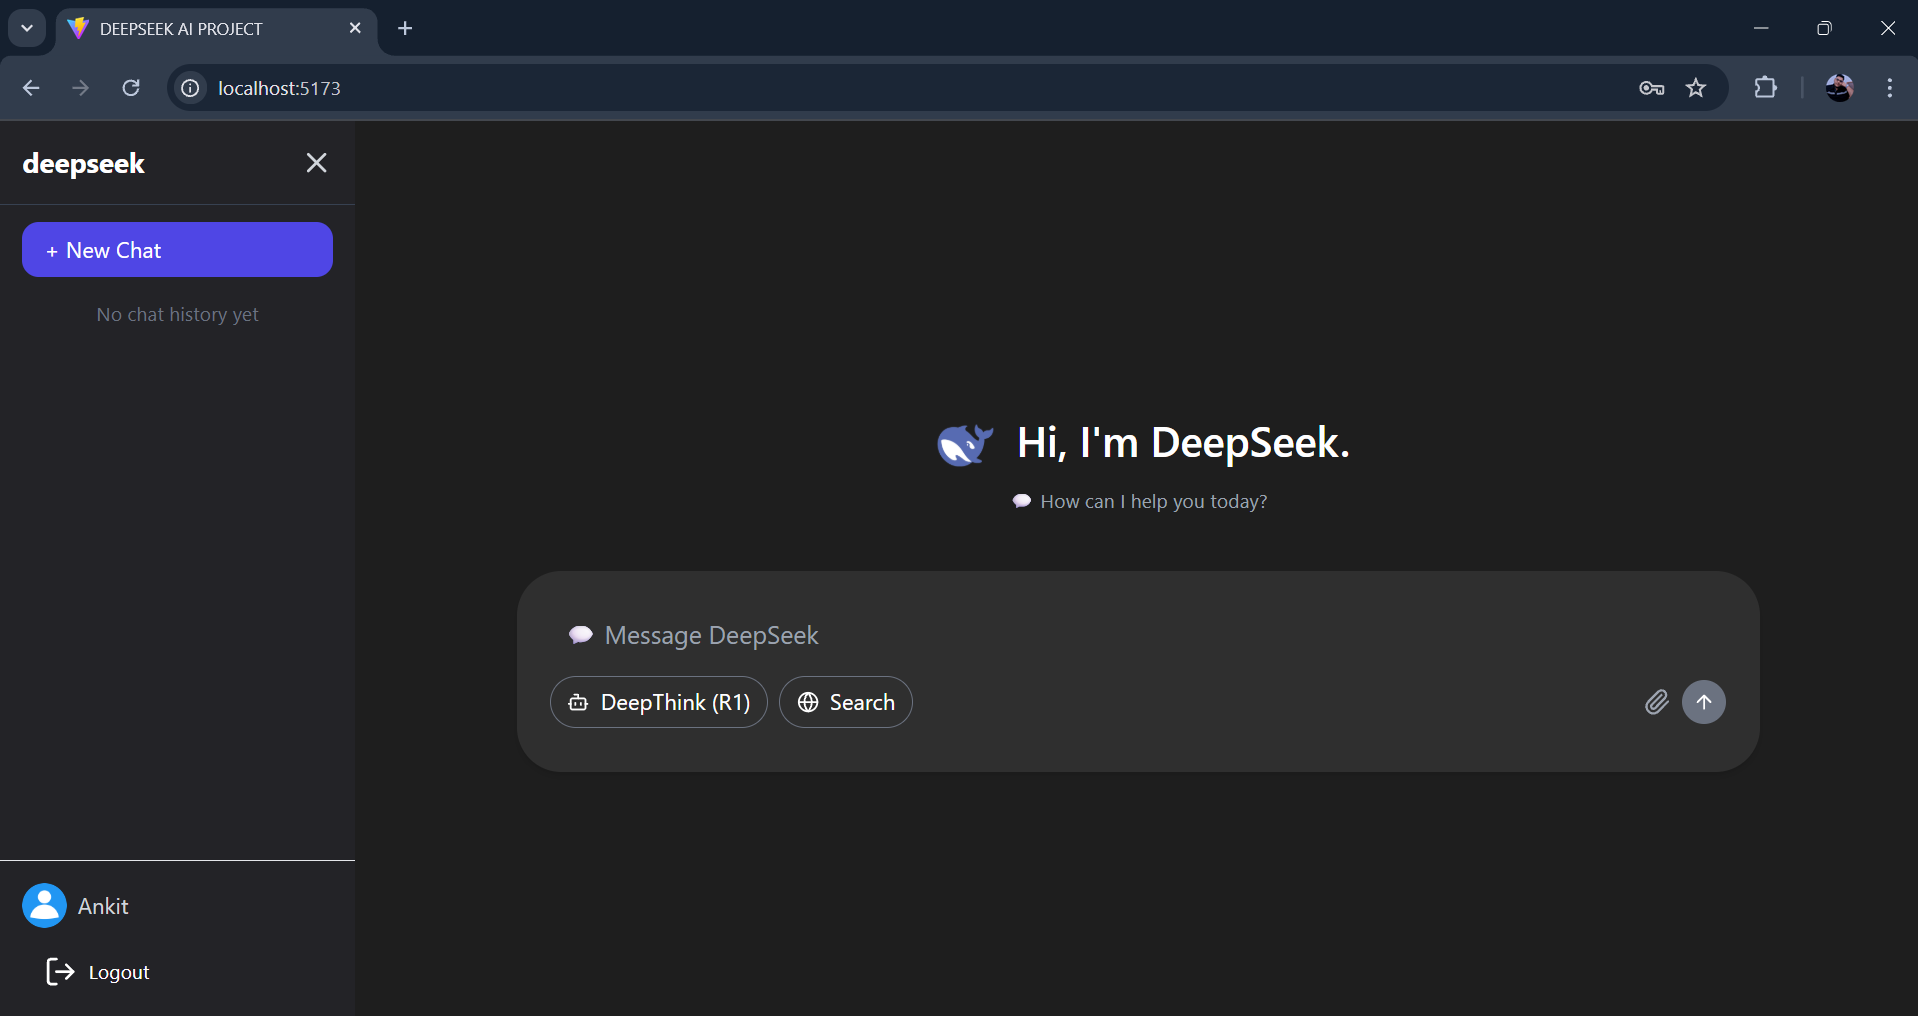 DEEPSEEK AI PROJECT
localhost:5173
deepseek
+ New Chat
No chat history yet
Hi, I'm DeepSeek.
💬 How can I help you today?
💬 Message DeepSeek
DeepThink (R1)
Search
Ankit
Logout